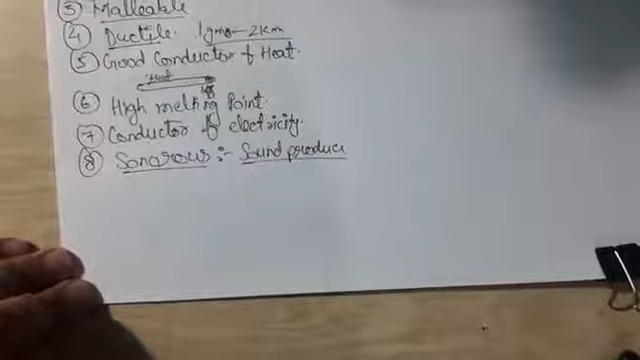 ③ Malleable
④ Ductile. 1gm - 2km
⑤ Good Conductor of Heat.
Heat
⑥ High melting Point.
⑦ Conductor of electricity.
⑧ Sonorous :- Sound produce